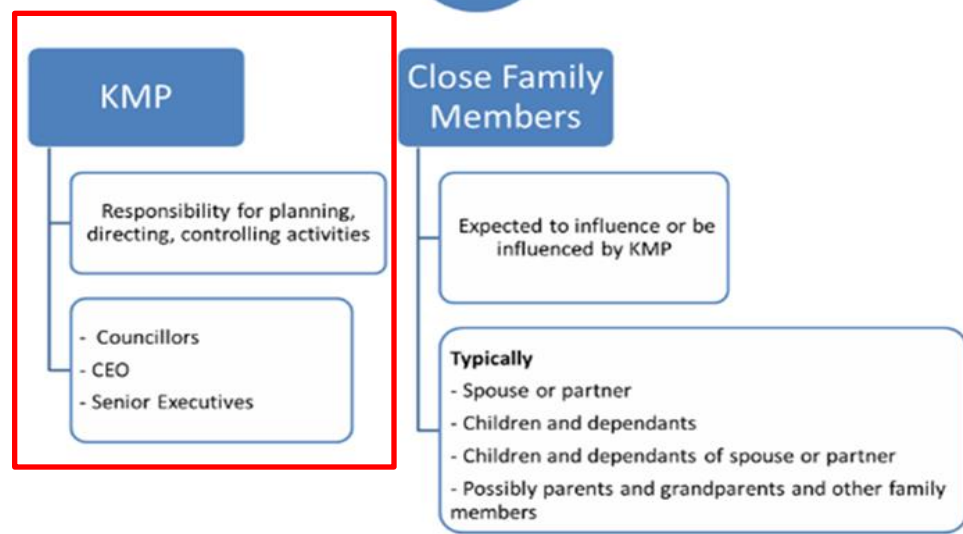 KMP
Responsibility for planning,
directing, controlling activities
- Councillors
- CEO
- Senior Executives
Close Family
Members
Expected to influence or be
influenced by KMP
Typically
- Spouse or partner
- Children and dependants
- Children and dependants of spouse or partner
- Possibly parents and grandparents and other family
members